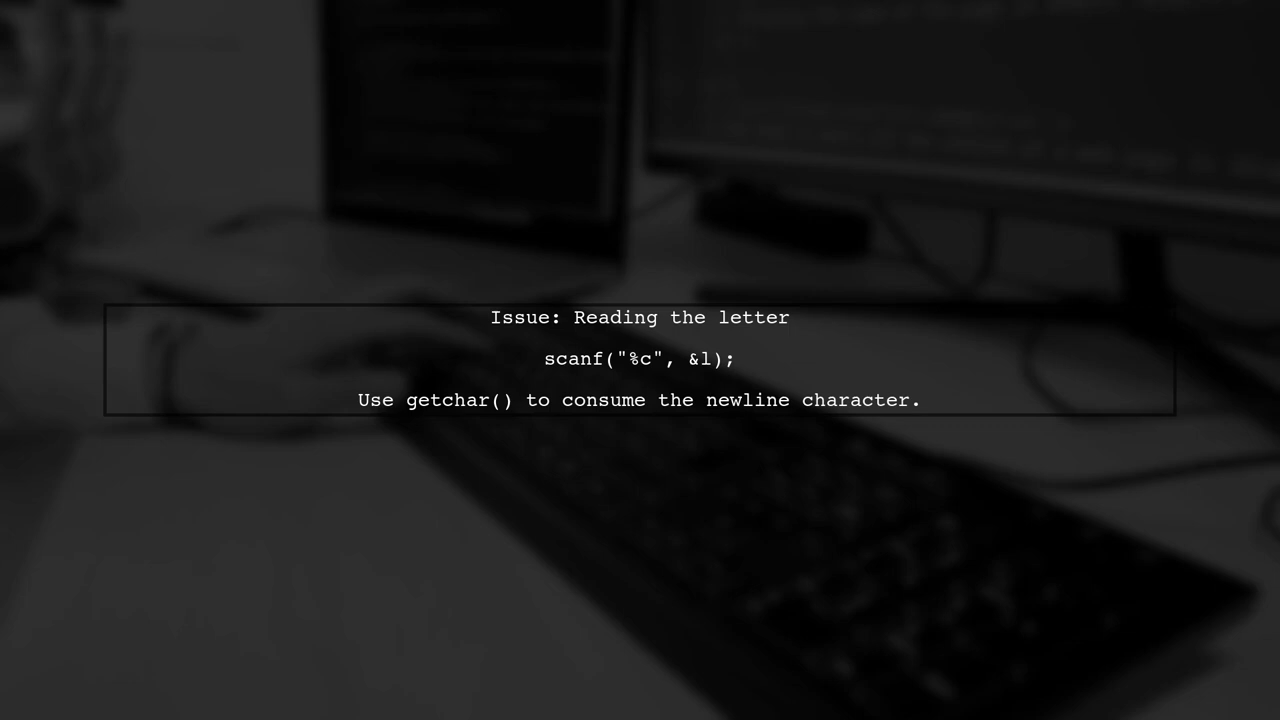 Issue: Reading the letter
scanf("%c", &l);
Use getchar() to consume the newline character.